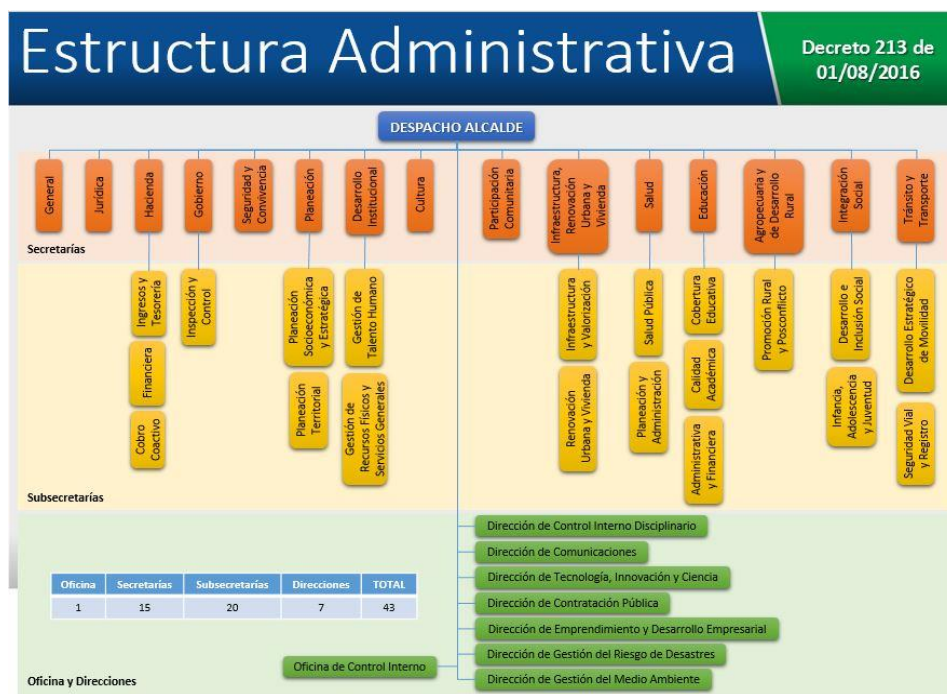 Estructura Administrativa
Decreto 213 de
01/08/2016
DESPACHO ALCALDE
General
Jurídica
Hacienda
Gobierno
Seguridad y
Convivencia
Planeación
Desarrollo
Institucional
Cultura
Participación
Comunitaria
Infraestructura,
Renovación
Urbana y
Vivienda
Salud
Educación
Agropecuaria y
de Desarrollo
Rural
Integración
Social
Tránsito y
Transporte
Secretarías
Ingresos y
Tesorería
Financiera
Cobro
Coactivo
Inspección y
Control
Planeación
Socioeconómica
y Estratégica
Planeación
Territorial
Gestión de
Talento Humano
Gestión de
Recursos Físicos y
Servicios Generales
Infraestructura
y Valorización
Renovación
Urbana y Vivienda
Salud Pública
Planeación y
Administración
Cobertura
Educativa
Calidad
Académica
Administrativa
y Financiera
Promoción Rural
y Posconflicto
Desarrollo e
Inclusión Social
Infancia,
Adolescencia
y Juventud
Desarrollo Estratégico
de Movilidad
Seguridad Vial
y Registro
Subsecretarías
Dirección de Control Interno Disciplinario
Dirección de Comunicaciones
Dirección de Tecnología, Innovación y Ciencia
Dirección de Contratación Pública
Dirección de Emprendimiento y Desarrollo Empresarial
Dirección de Gestión del Riesgo de Desastres
Dirección de Gestión del Medio Ambiente
Oficina de Control Interno
Oficina Secretarías Subsecretarías Direcciones TOTAL
1 15 20 7 43
Oficina y Direcciones